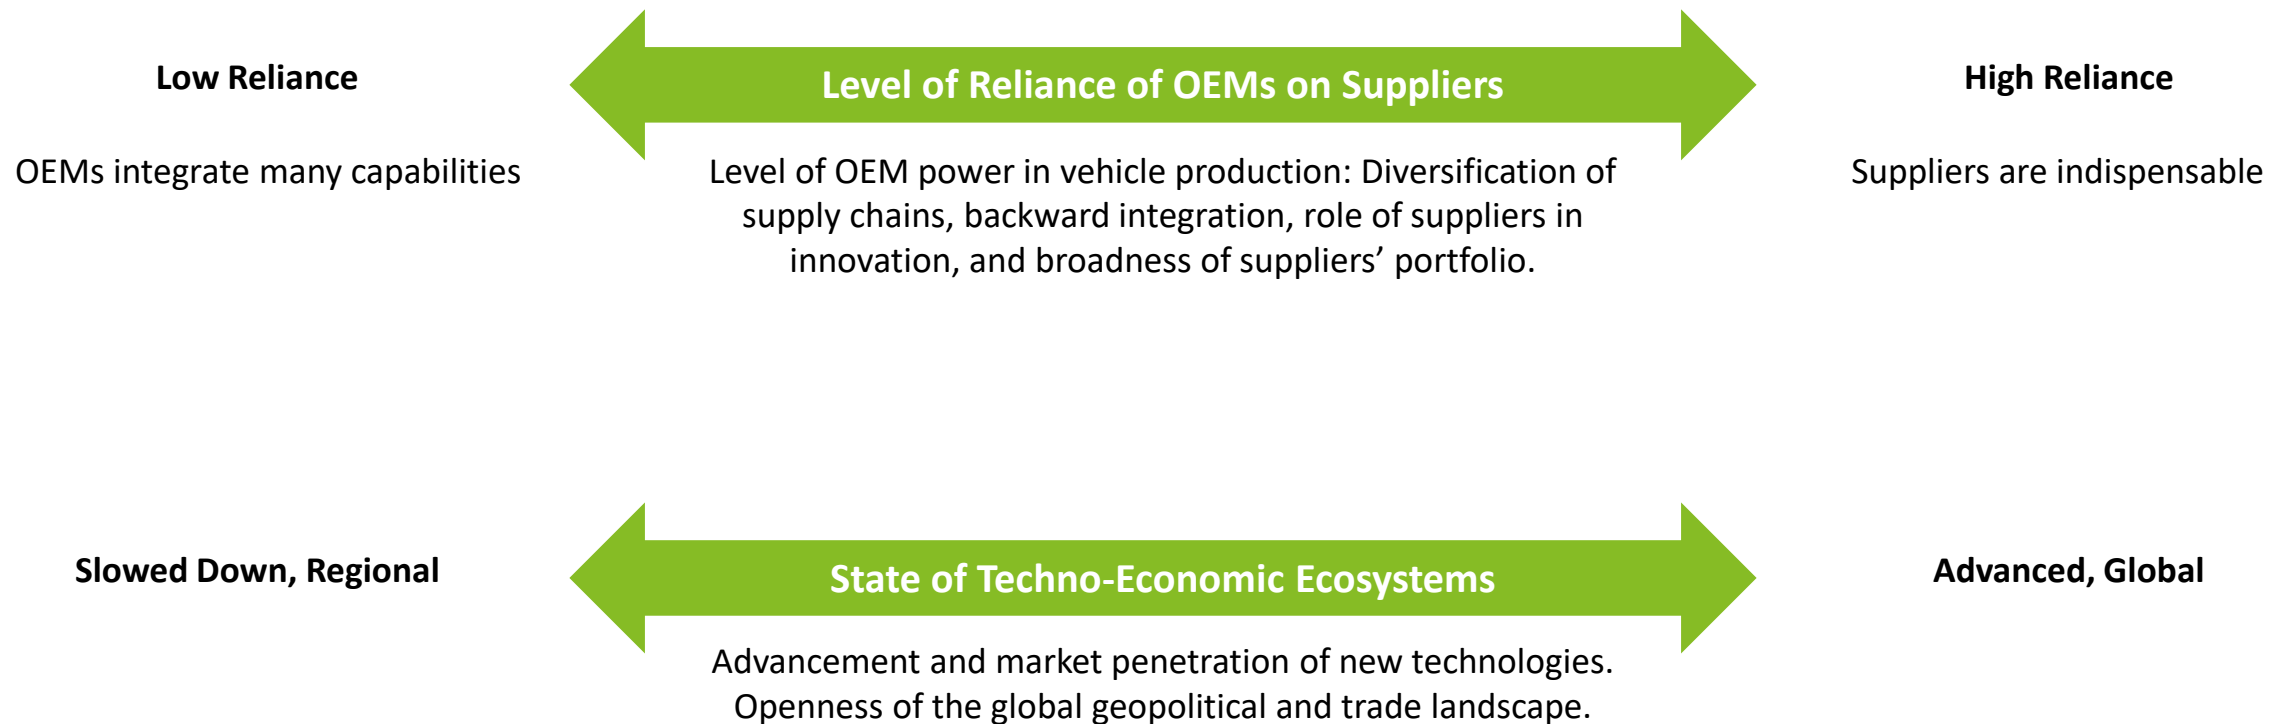 Low Reliance
Level of Reliance of OEMs on Suppliers
High Reliance
OEMs integrate many capabilities
Level of OEM power in vehicle production: Diversification of
supply chains, backward integration, role of suppliers in
innovation, and broadness of suppliers’ portfolio.
Suppliers are indispensable
Slowed Down, Regional
State of Techno-Economic Ecosystems
Advanced, Global
Advancement and market penetration of new technologies.
Openness of the global geopolitical and trade landscape.